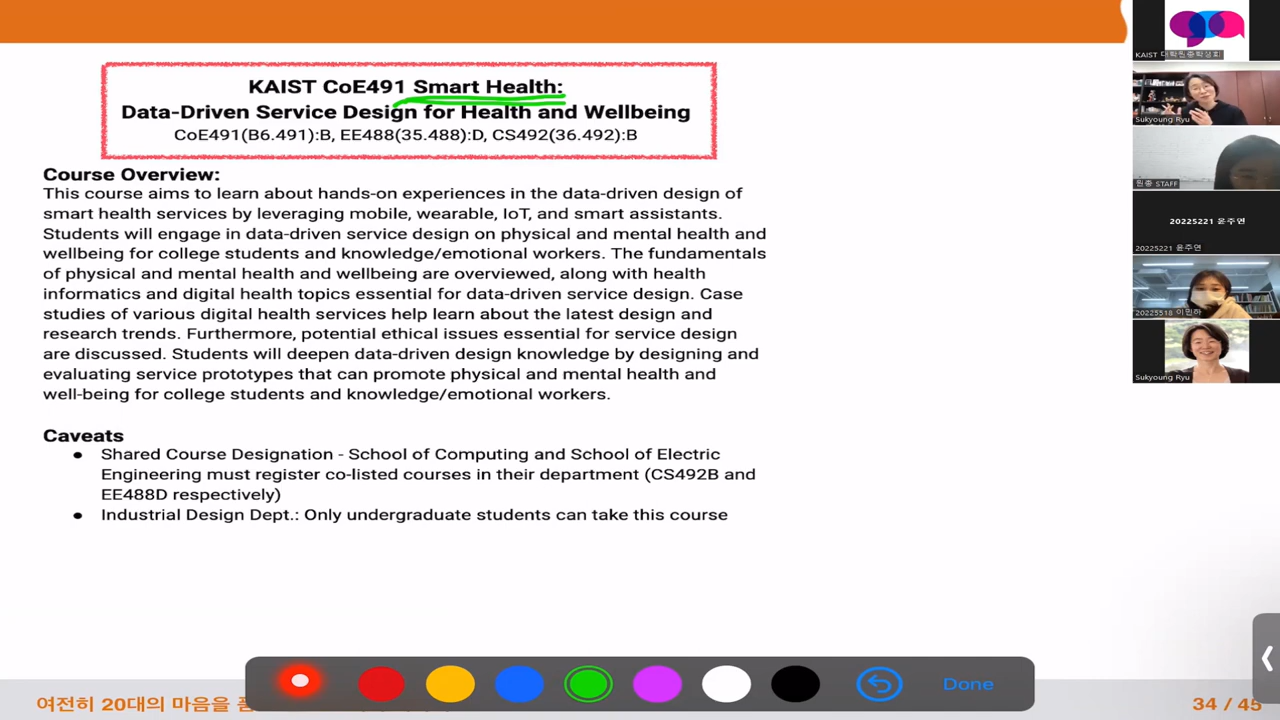 KAIST CoE491 Smart Health:
Data-Driven Service Design for Health and Wellbeing
CoE491(B6.491):B, EE488(35.488):D, CS492(36.492):B
Course Overview:
This course aims to learn about hands-on experiences in the data-driven design of
smart health services by leveraging mobile, wearable, IoT, and smart assistants.
Students will engage in data-driven service design on physical and mental health and
wellbeing for college students and knowledge/emotional workers. The fundamentals
of physical and mental health and wellbeing are overviewed, along with health
informatics and digital health topics essential for data-driven service design. Case
studies of various digital health services help learn about the latest design and
research trends. Furthermore, potential ethical issues essential for service design
are discussed. Students will deepen data-driven design knowledge by designing and
evaluating service prototypes that can promote physical and mental health and
well-being for college students and knowledge/emotional workers.
Caveats
● Shared Course Designation - School of Computing and School of Electric
Engineering must register co-listed courses in their department (CS492B and
EE488D respectively)
● Industrial Design Dept.: Only undergraduate students can take this course
여전히 20대의 마음을
Done
34 / 45
KAIST 대학원총학생회
Sukyoung Ryu
원총 STAFF
20225221 윤주연
20225221 윤주연
20225518 이민하
Sukyoung Ryu